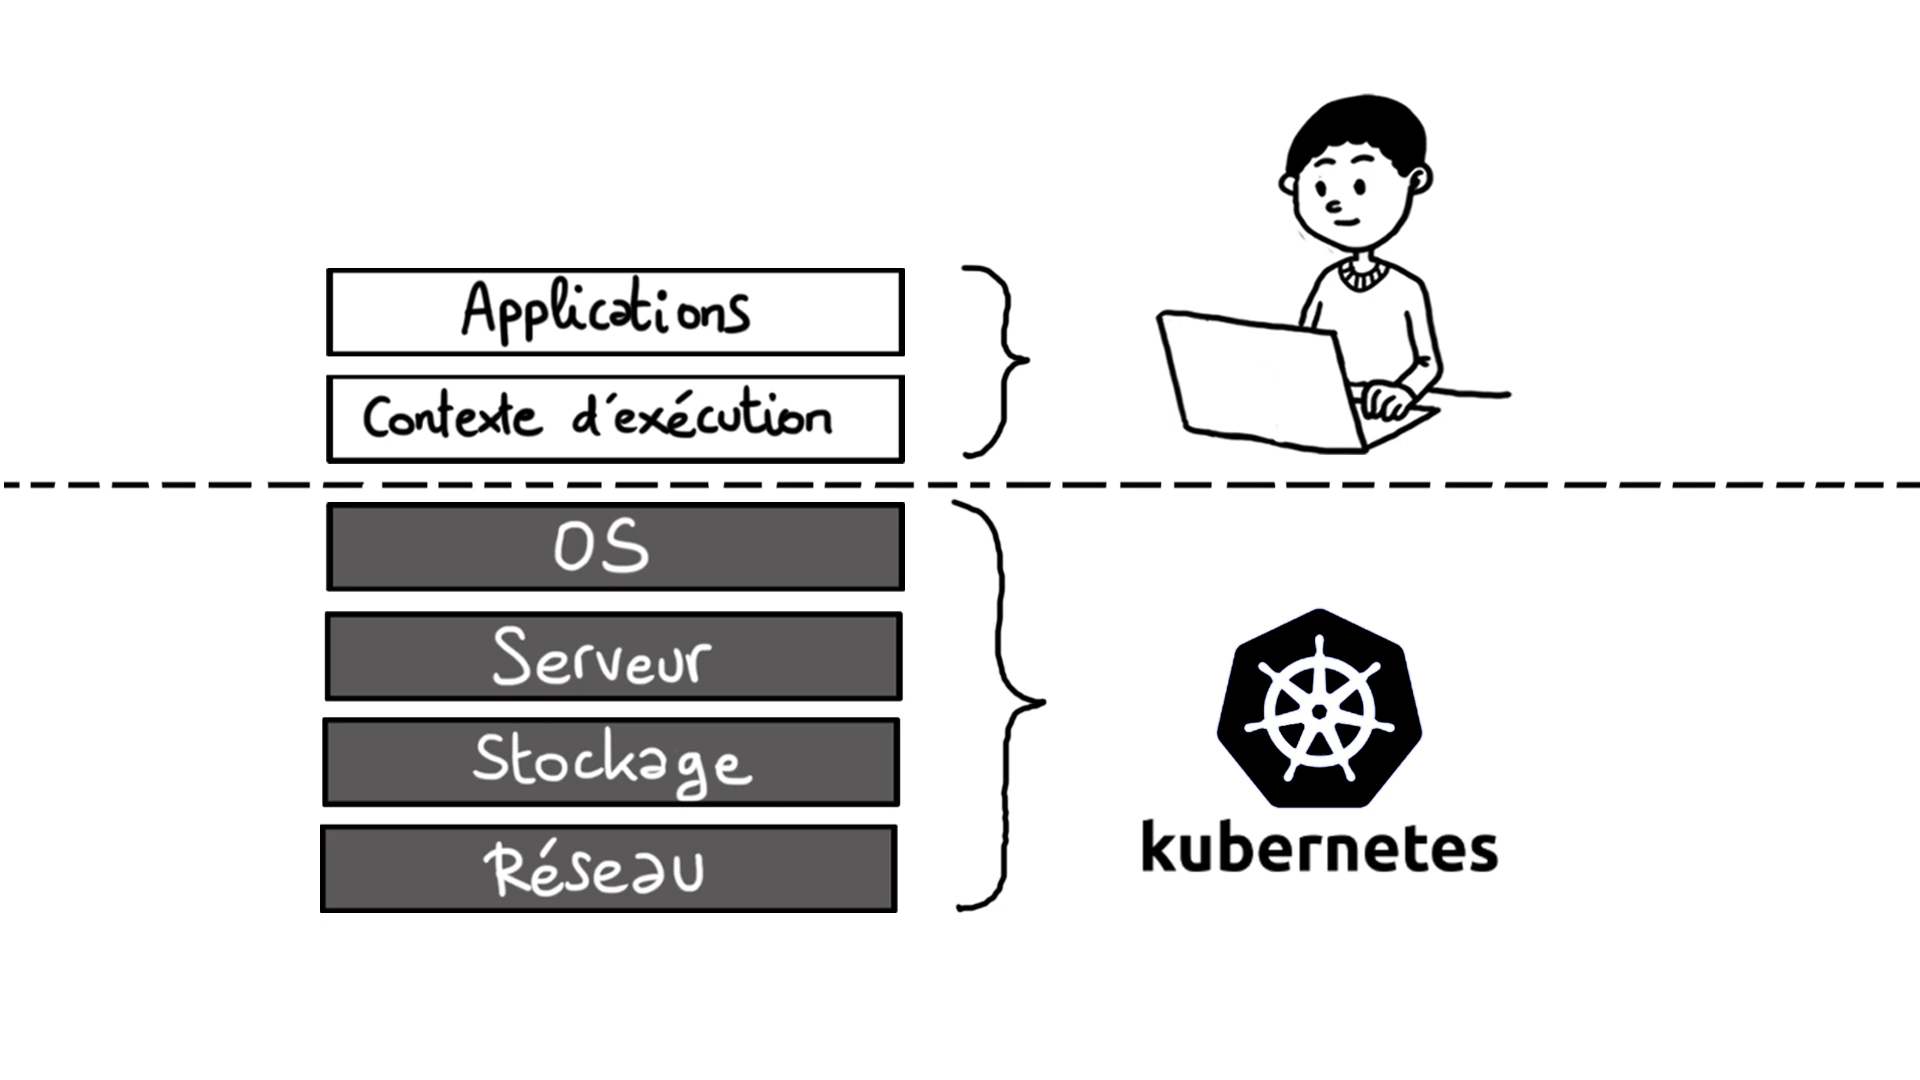 Applications
Contexte d'exécution
OS
Serveur
Stockage
Réseau
kubernetes